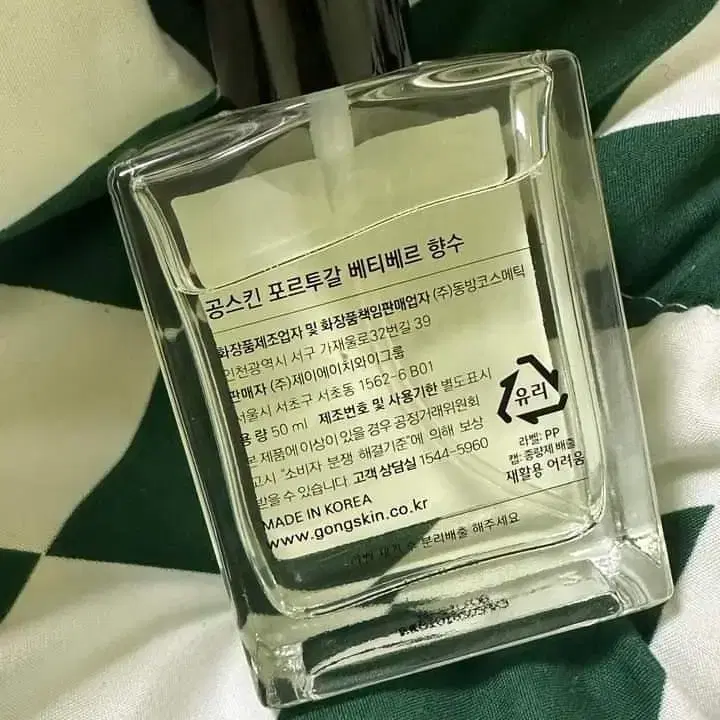 공스킨 포르투갈 베티베르 향수
화장품제조업자 및 화장품책임판매업자 (주)동방코스메틱
인천광역시 서구 가재울로32번길 39
판매자 (주)제이에이치와이그룹
서울시 서초구 서초동 1562-6 B01
용량 50 ml 제조번호 및 사용기한 별도표시
본 제품에 이상이 있을 경우 공정거래위원회
고시 "소비자 분쟁 해결기준"에 의해 보상
받을 수 있습니다. 고객 상담실 1544-5960
MADE IN KOREA
www.gongskin.co.kr
유리
라벨: PP
캡: 종량제 배출
재활용 어려움
분리배출 해주세요